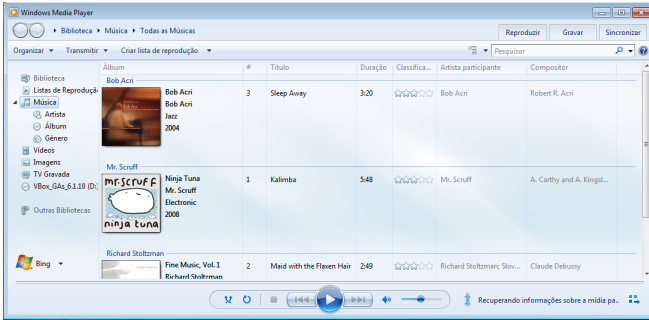 Windows Media Player
Biblioteca Música Todas as Músicas
Reproduzir Gravar Sincronizar
Organizar Transmitir Criar lista de reprodução Pesquisar
Álbum # Título Duração Classifica... Artista participante Compositor
Biblioteca
Listas de Reproduçã
Música
Artista
Álbum
Gênero
Vídeos
Imagens
TV Gravada
VBox_GAs_6.1.10 (D:)
Outras Bibliotecas
Bob Acri
Bob Acri 3 Sleep Away 3:20 Bob Acri Robert R. Acri
Bob Acri
Jazz
2004
Mr. Scruff
mr.scruff
ninja tuna
Ninja Tuna 1 Kalimba 5:48 Mr. Scruff A. Carthy and A. Kingsl...
Mr. Scruff
Electronic
2008
Richard Stoltzman
Fine Music, Vol. 1 2 Maid with the Flaxen Hair 2:49 Richard Stoltzman; Slov... Claude Debussy
Richard Stoltzman
Bing
Recuperando informações sobre a mídia pa..